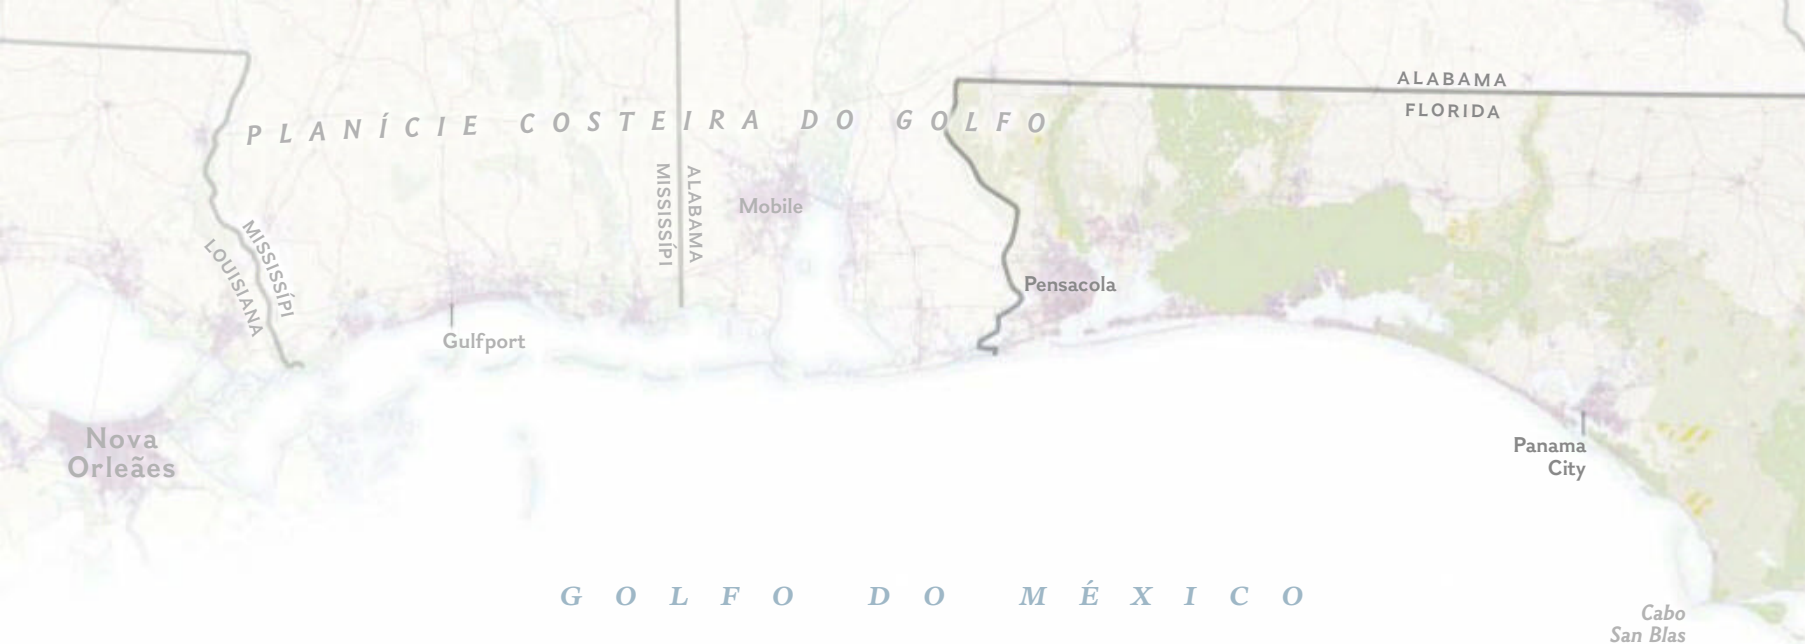 ALABAMA
FLORIDA
PLANÍCIE COSTEIRA DO GOLFO
MISSISSÍPI
ALABAMA
Mobile
MISSISSÍPI
LOUISIANA
Pensacola
Gulfport
Nova
Orleães
Panama
City
GOLFO DO MÉXICO
Cabo
San Blas